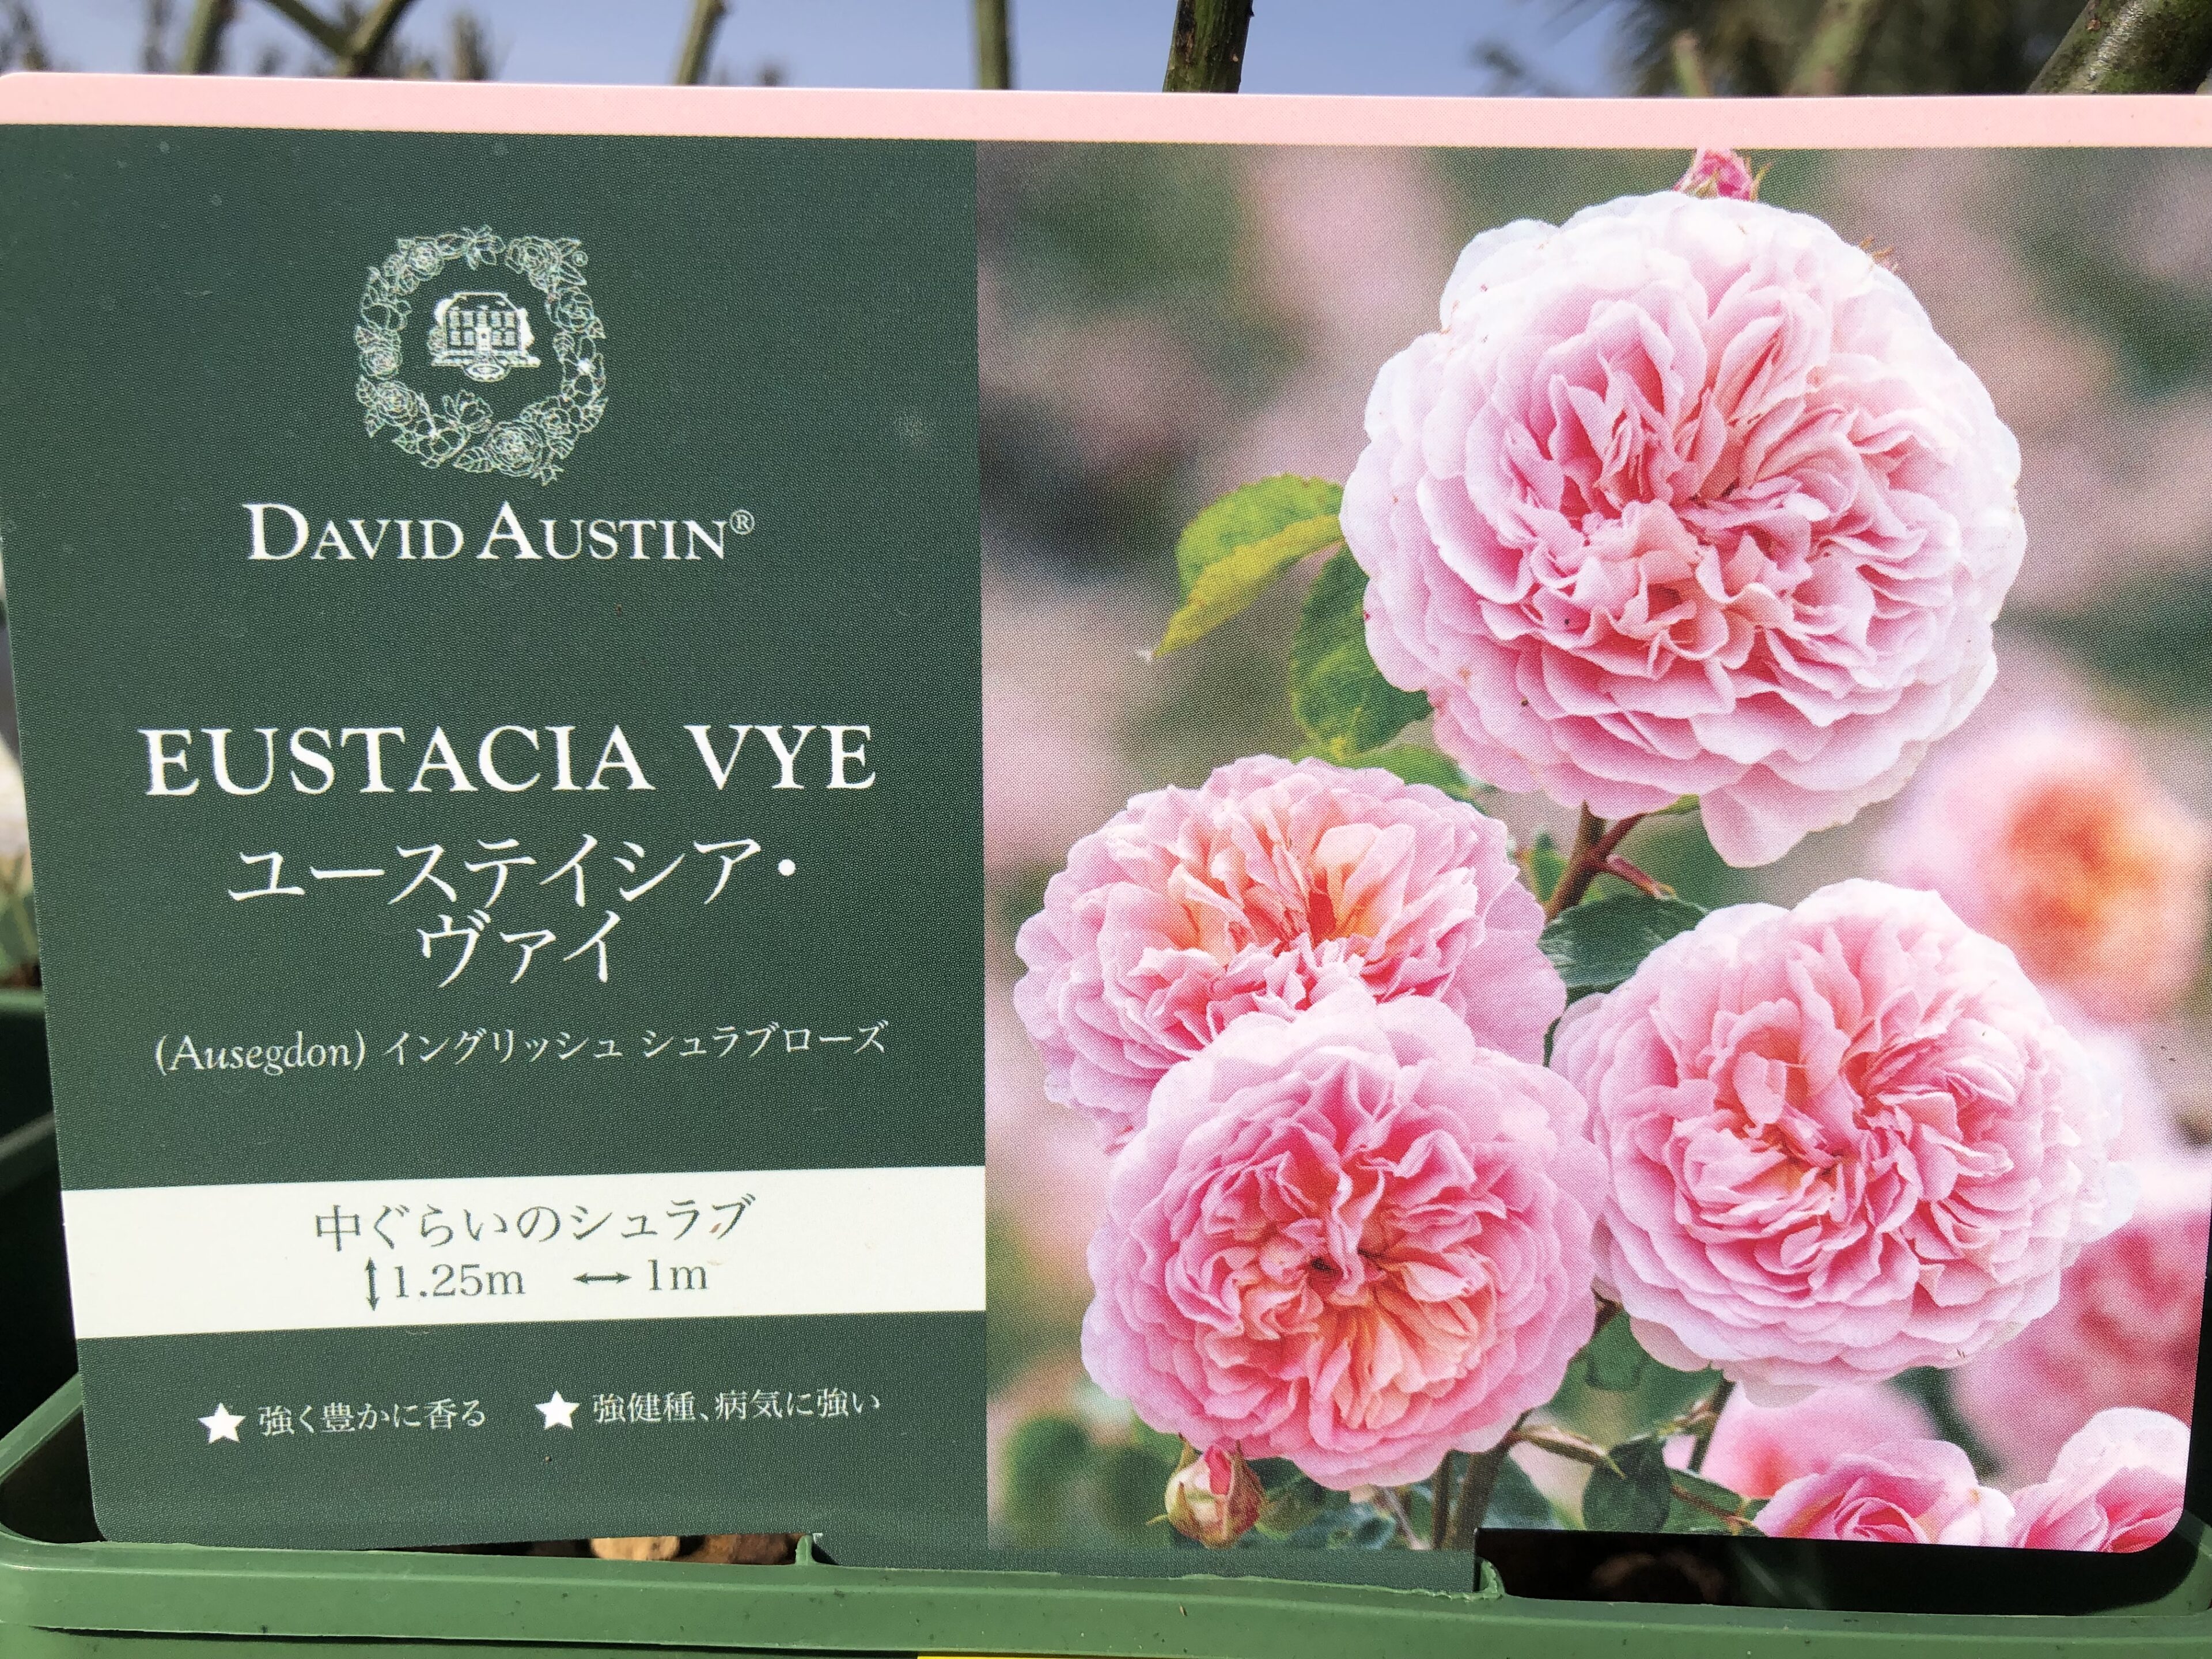 DAVID AUSTIN®
EUSTACIA VYE
ユーステイシア・
ヴァイ
(Ausegdon) イングリッシュ シュラブローズ
中ぐらいのシュラブ
↕1.25m ↔1m
★ 強く豊かに香る ★ 強健種、病気に強い